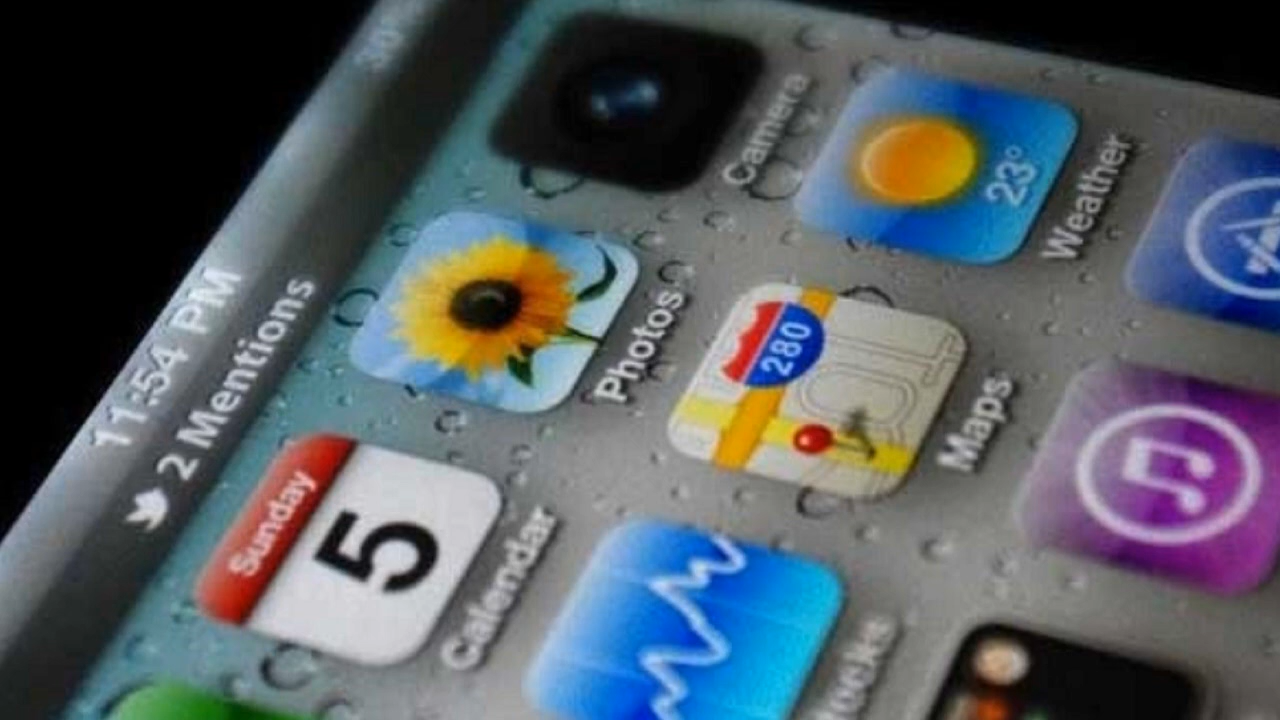 11:54 PM
2 Mentions
Sunday
5
Calendar
Photos
Camera
280
Maps
23°
Weather